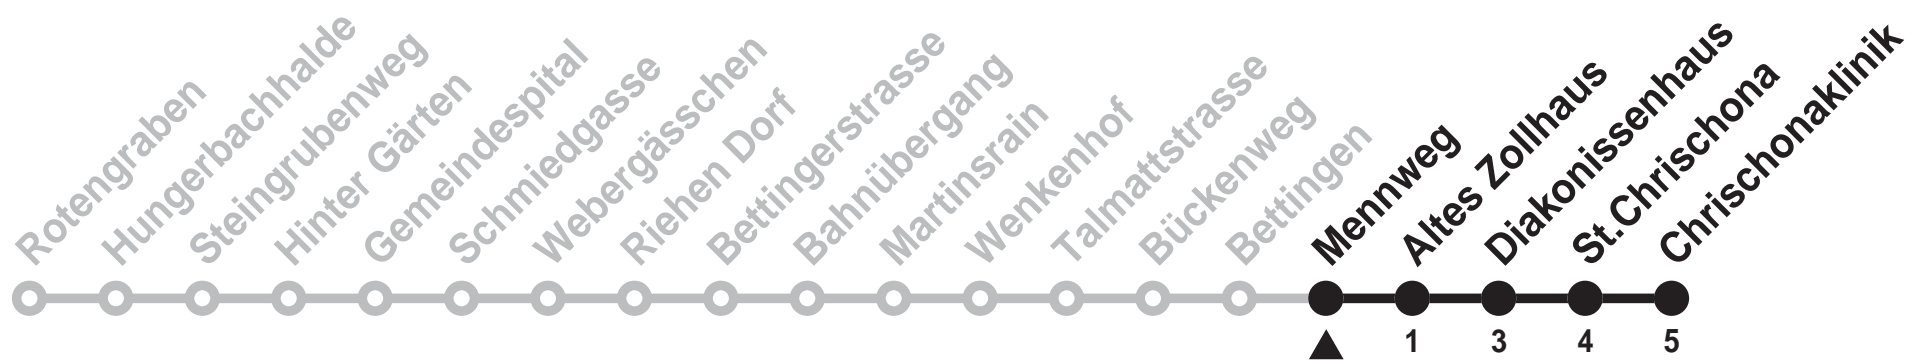 Rotengraben
Hungerbachhalde
Steingrubenweg
Hinter Gärten
Gemeindespital
Schmiedgasse
Webergässchen
Riehen Dorf
Bettingerstrasse
Bahnübergang
Martinsrain
Wenkenhof
Talmattstrasse
Bückenweg
Bettingen
Mennweg
Altes Zollhaus
Diakonissenhaus
St.Chrischona
Chrischonaklinik
1
3
4
5